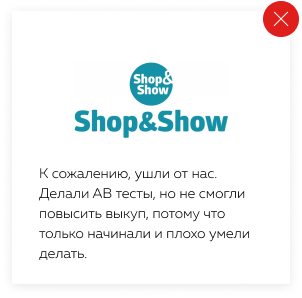 Shop&
Show
Shop&Show
К сожалению, ушли от нас.
Делали АВ тесты, но не смогли
повысить выкуп, потому что
только начинали и плохо умели
делать.